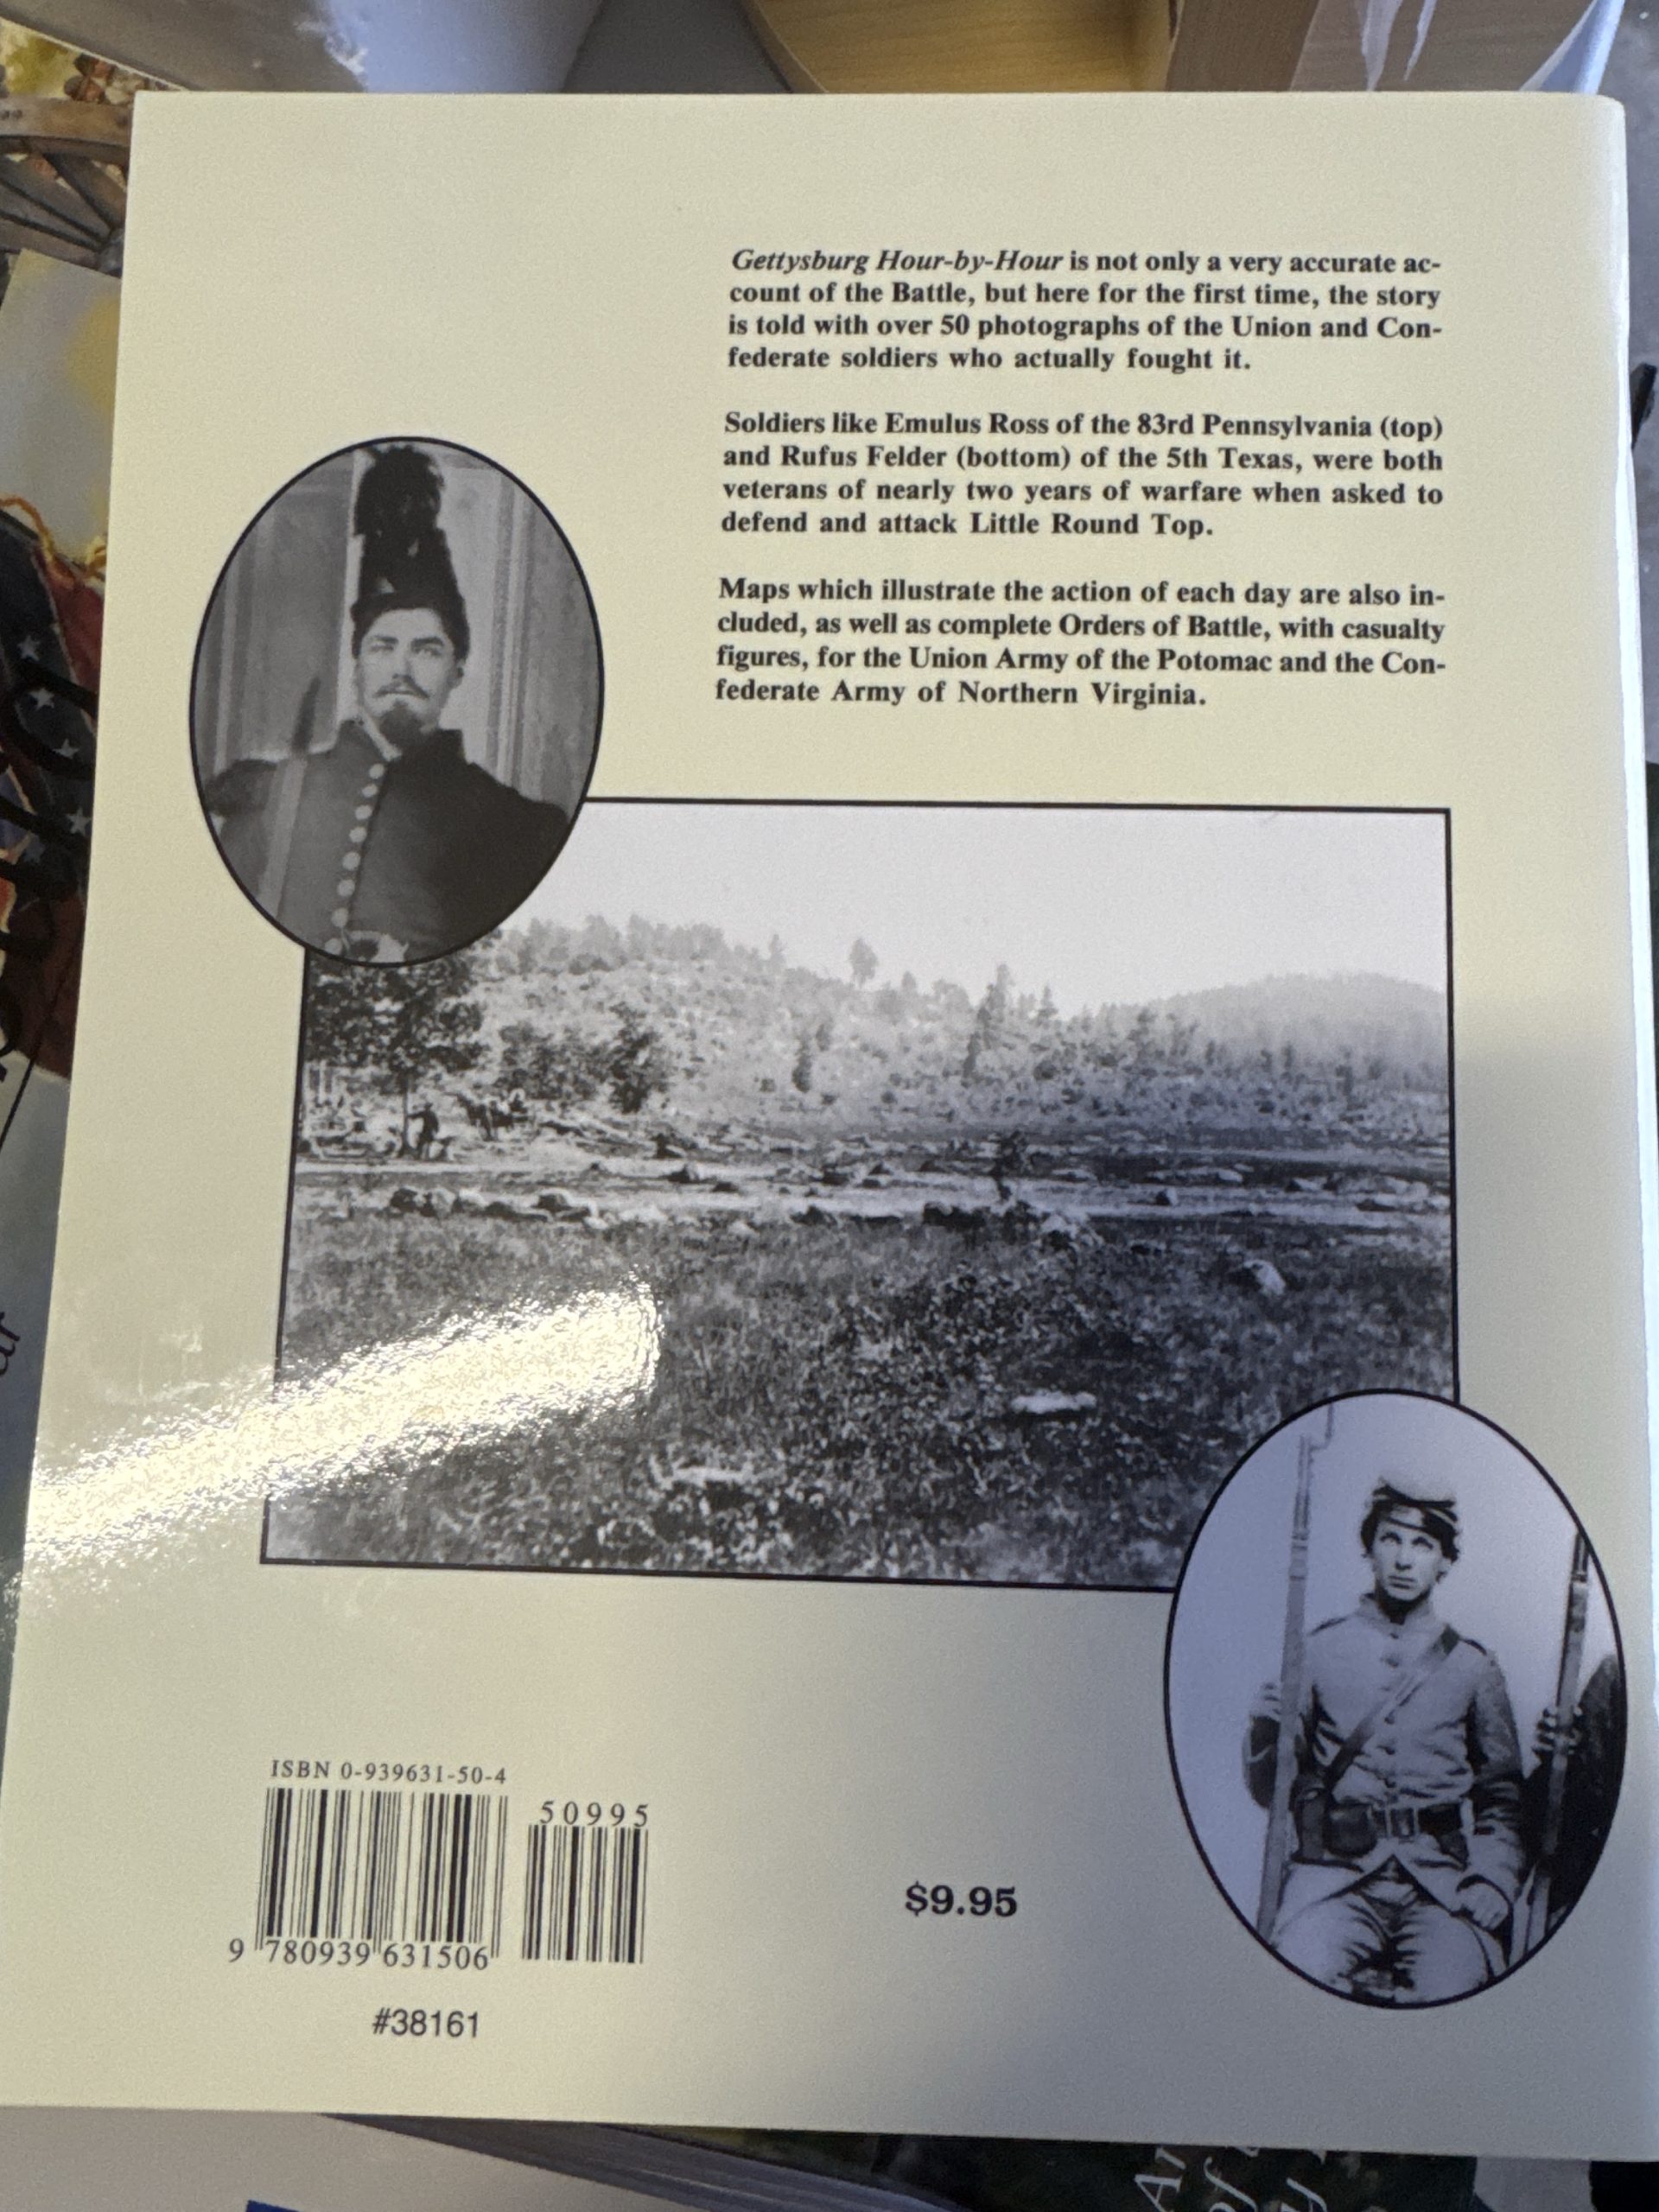 Gettysburg Hour-by-Hour is not only a very accurate ac-
count of the Battle, but here for the first time, the story
is told with over 50 photographs of the Union and Con-
federate soldiers who actually fought it.
Soldiers like Emulus Ross of the 83rd Pennsylvania (top)
and Rufus Felder (bottom) of the 5th Texas, were both
veterans of nearly two years of warfare when asked to
defend and attack Little Round Top.
Maps which illustrate the action of each day are also in-
cluded, as well as complete Orders of Battle, with casualty
figures, for the Union Army of the Potomac and the Con-
federate Army of Northern Virginia.
ISBN 0-939631-50-4
50995
9 780939 631506
$9.95
#38161